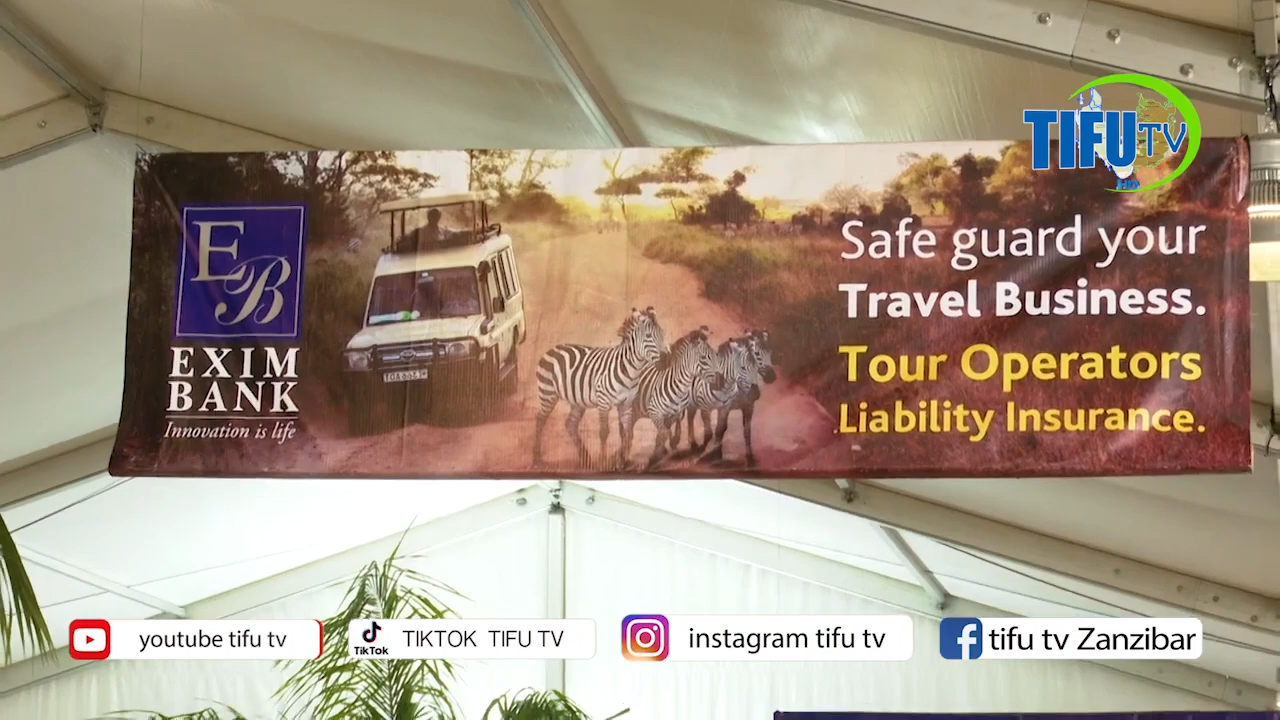 TIFU TV
EB
EXIM
BANK
Innovation is life
Safe guard your
Travel Business.
Tour Operators
Liability Insurance.
youtube tifu tv
TikTok
TIKTOK TIFU TV
instagram tifu tv
tifu tv Zanzibar